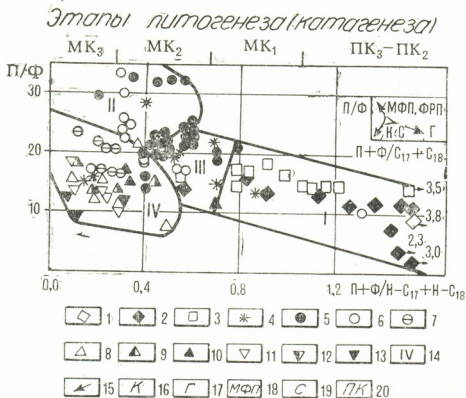 Этапы литогенеза (катагенеза)
МК₃ МК₂ МК₁ ПК₃-ПК₂
П/Ф
30
20
10
0 0,4 0,8 1,2
П+Ф/Н-С₁₇+Н-С₁₈
II
III
IV
I
П/Ф МФП, ФРП
К С Г
П+Ф/С₁₇+С₁₈
3,5
3,8
2,3
3,0
1 2 3 4 5 6 7
8 9 10 11 12 13 IV 14
15 К 16 Г 17 МФП 18 С 19 ПК 20